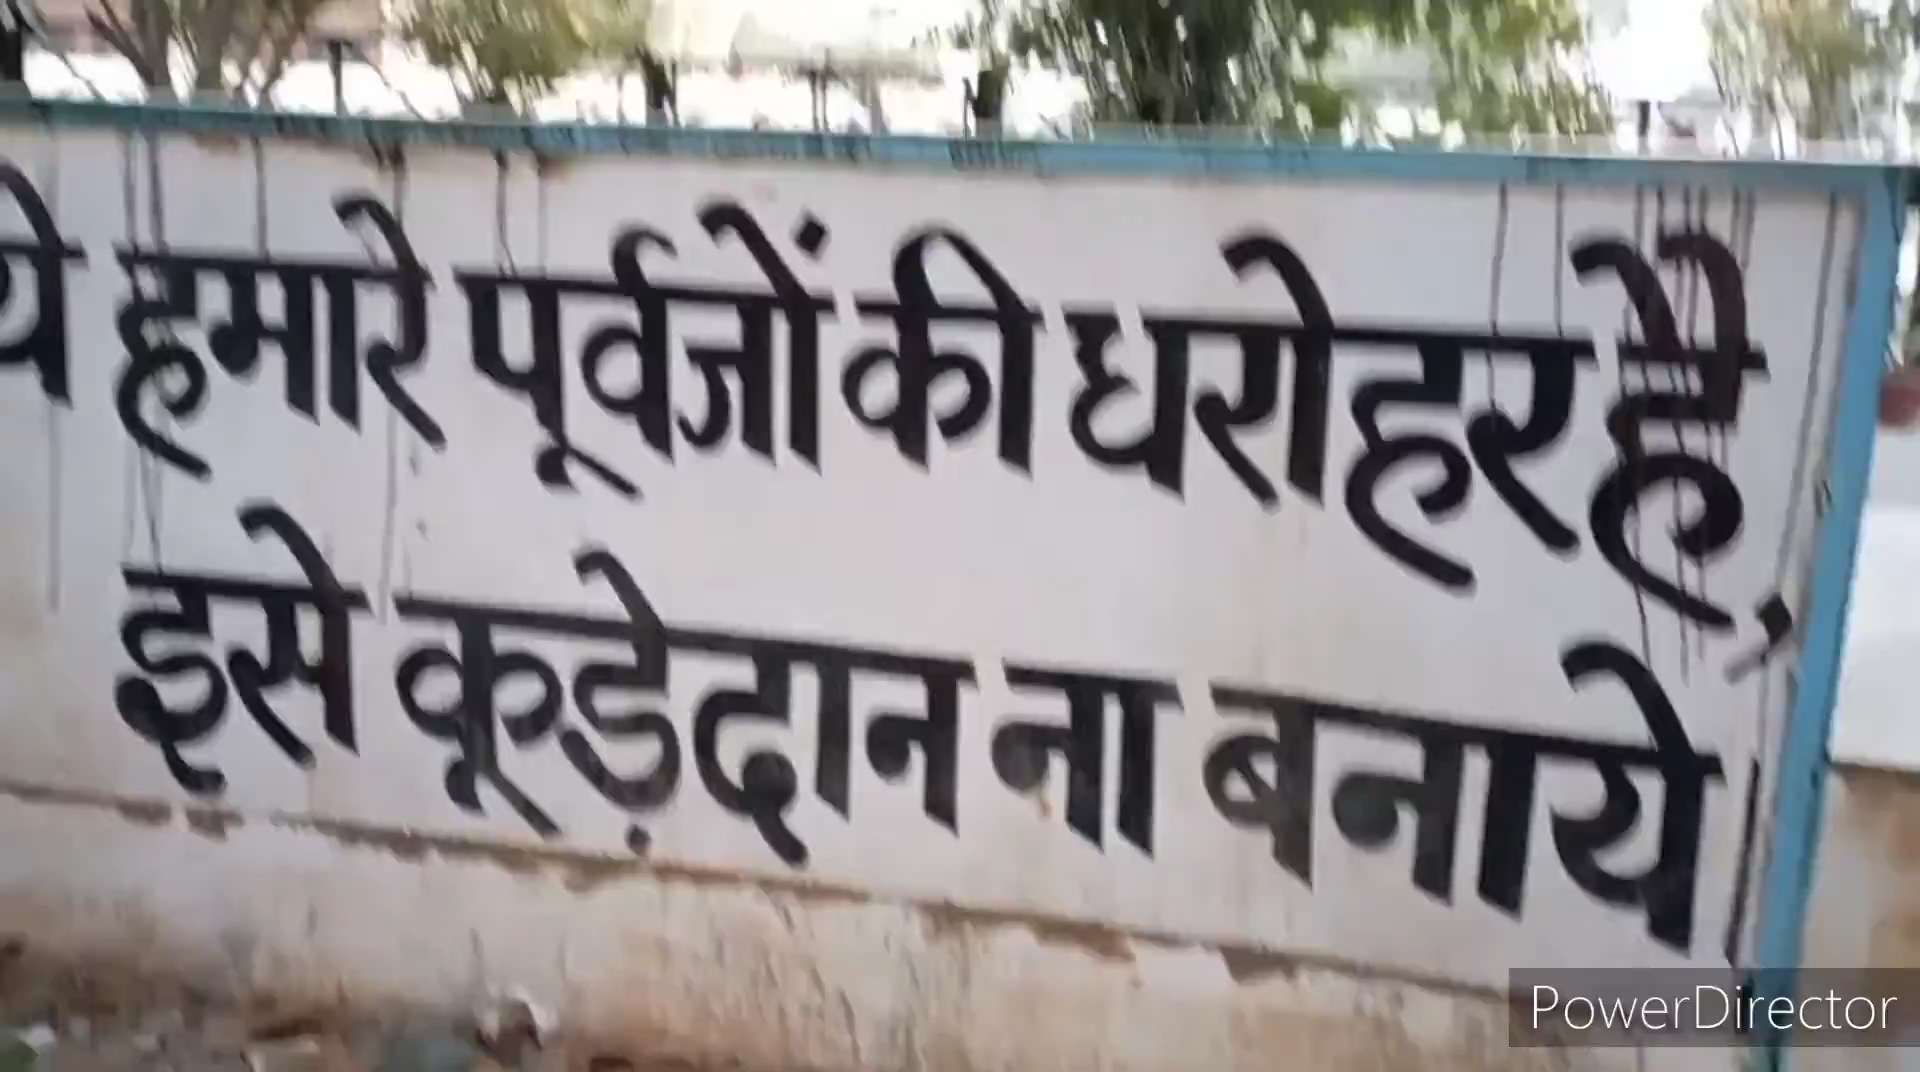 ये हमारे पूर्वजों की धरोहर है,
इसे कूड़ेदान ना बनाये
PowerDirector